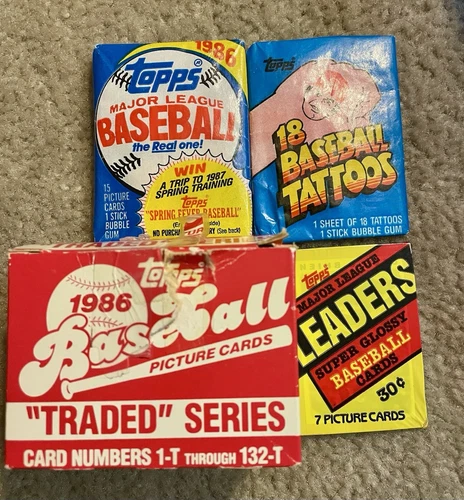 1986
Topps®
MAJOR LEAGUE
BASEBALL
the Real one!
WIN
A TRIP TO 1987
SPRING TRAINING
Topps
"SPRING FEVER BASEBALL"
15
PICTURE
CARDS
1 STICK
BUBBLE
GUM
NO (See back)
Topps
18
BASEBALL
TATTOOS
1 SHEET OF 18 TATTOOS
1 STICK BUBBLE GUM
Topps
1986
Baseball
PICTURE CARDS
"TRADED" SERIES
CARD NUMBERS 1-T THROUGH 132-T
Topps
MAJOR LEAGUE
LEADERS
SUPER GLOSSY
BASEBALL
CARDS
30¢
7 PICTURE CARDS